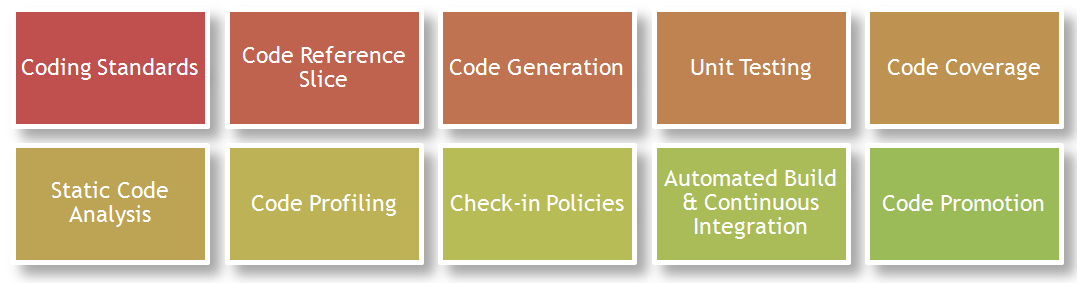 Coding Standards
Code Reference
Slice
Code Generation
Unit Testing
Code Coverage
Static Code
Analysis
Code Profiling
Check-in Policies
Automated Build
& Continuous
Integration
Code Promotion